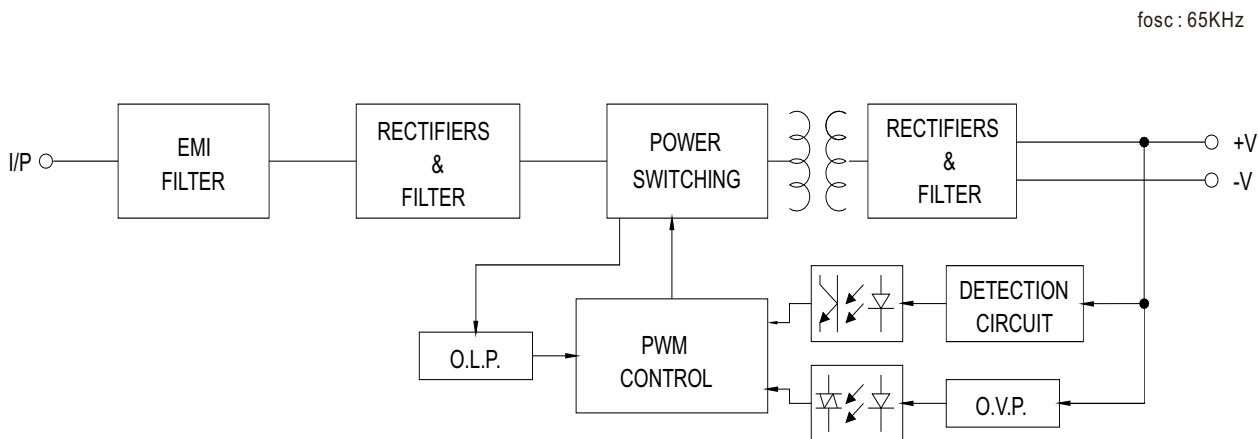 fosc : 65KHz
I/P
EMI
FILTER
RECTIFIERS
&
FILTER
POWER
SWITCHING
RECTIFIERS
&
FILTER
+V
-V
DETECTION
CIRCUIT
O.L.P.
PWM
CONTROL
O.V.P.